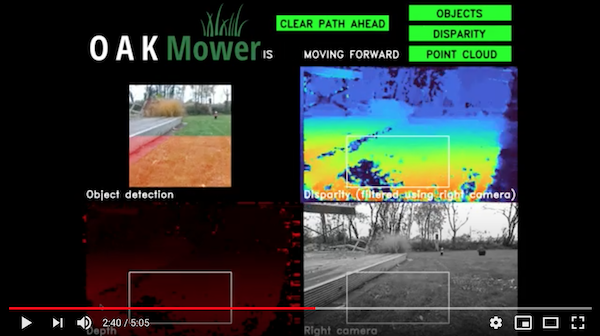 OAK Mower IS
CLEAR PATH AHEAD
MOVING FORWARD
OBJECTS
DISPARITY
POINT CLOUD
Object detection
Disparity (filtered using right camera)
Depth
Right camera
2:40 / 5:05